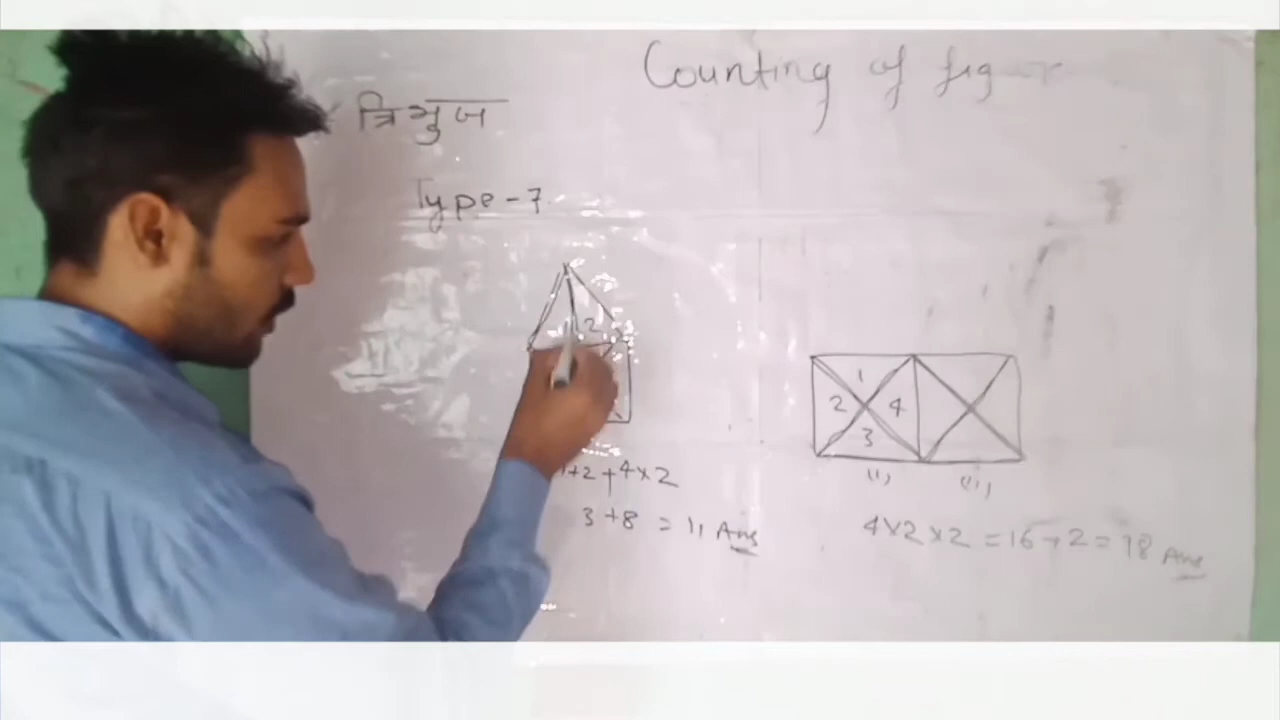 Counting of
त्रिभुज
Type-7
2
1+2+4×2
3+8 = 11 Ans
1
2 4
3
(i) (ii)
4×2×2 = 16+2 = 18 Ans